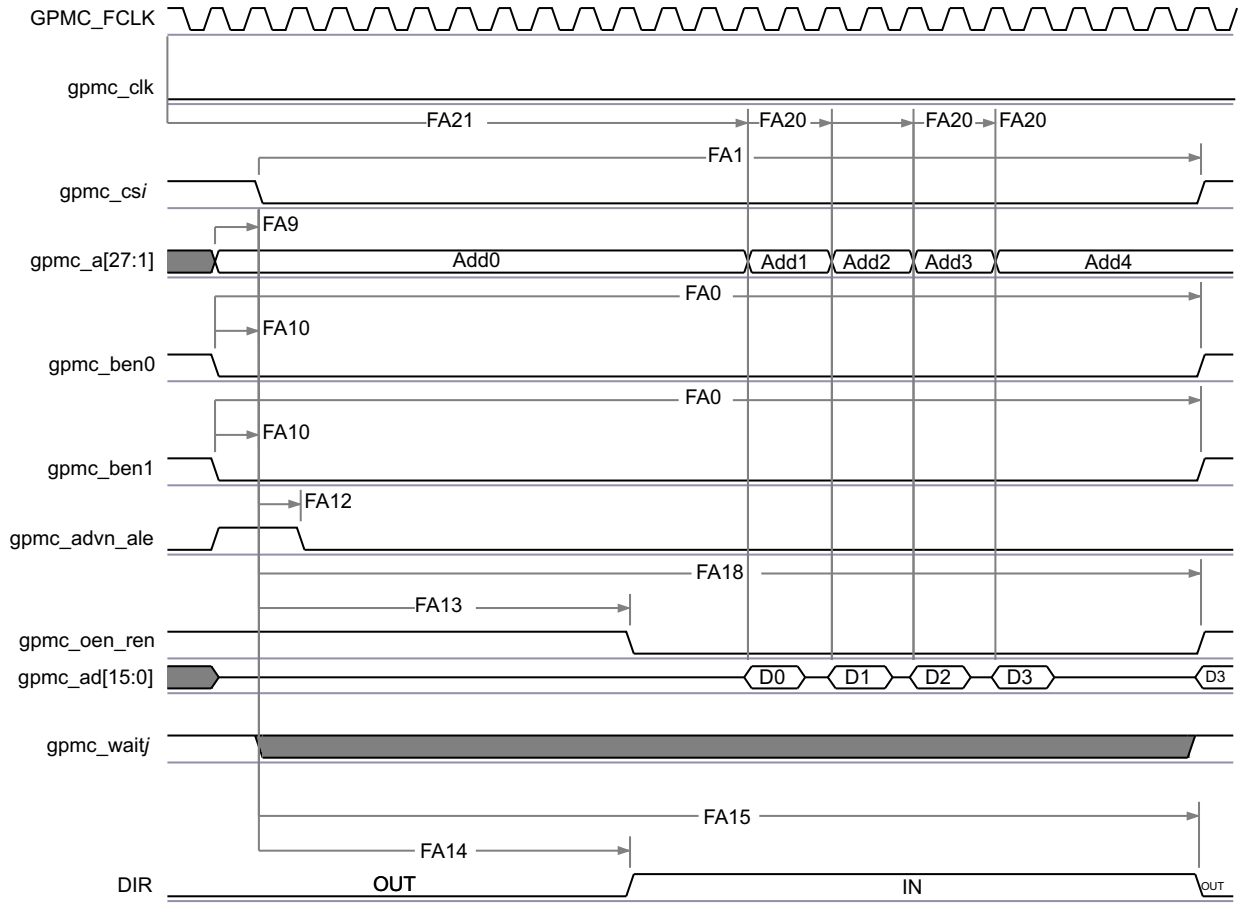 GPMC_FCLK
gpmc_clk
FA21 FA20 FA20 FA20
FA1
gpmc_csi
FA9
gpmc_a[27:1] Add0 Add1 Add2 Add3 Add4
FA0
FA10
gpmc_ben0
FA0
FA10
gpmc_ben1
FA12
gpmc_advn_ale
FA18
FA13
gpmc_oen_ren
gpmc_ad[15:0] D0 D1 D2 D3 D3
gpmc_waitj
FA15
FA14
DIR OUT IN OUT